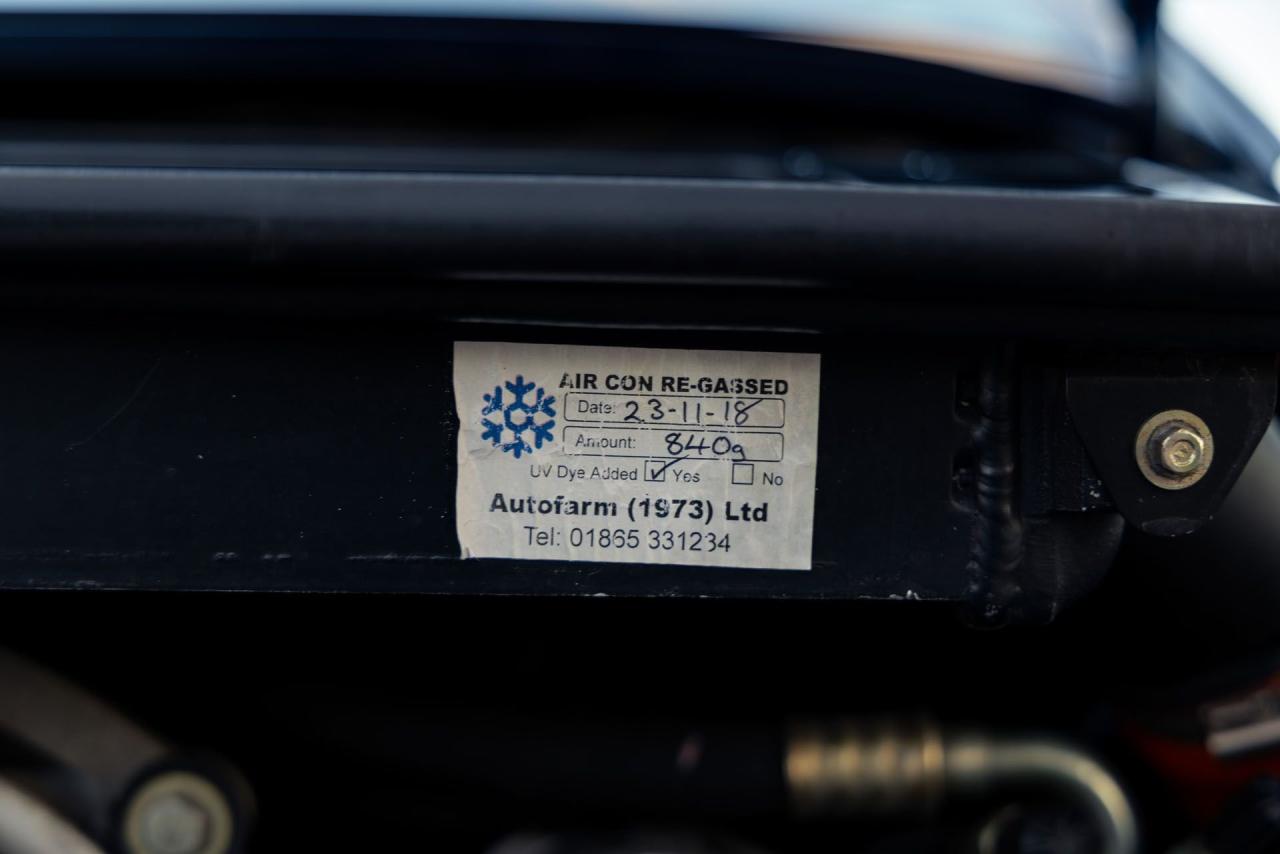 AIR CON RE-GASSED
Date: 23-11-18
Amount: 840g
UV Dye Added Yes No
Autofarm (1973) Ltd
Tel: 01865 331234